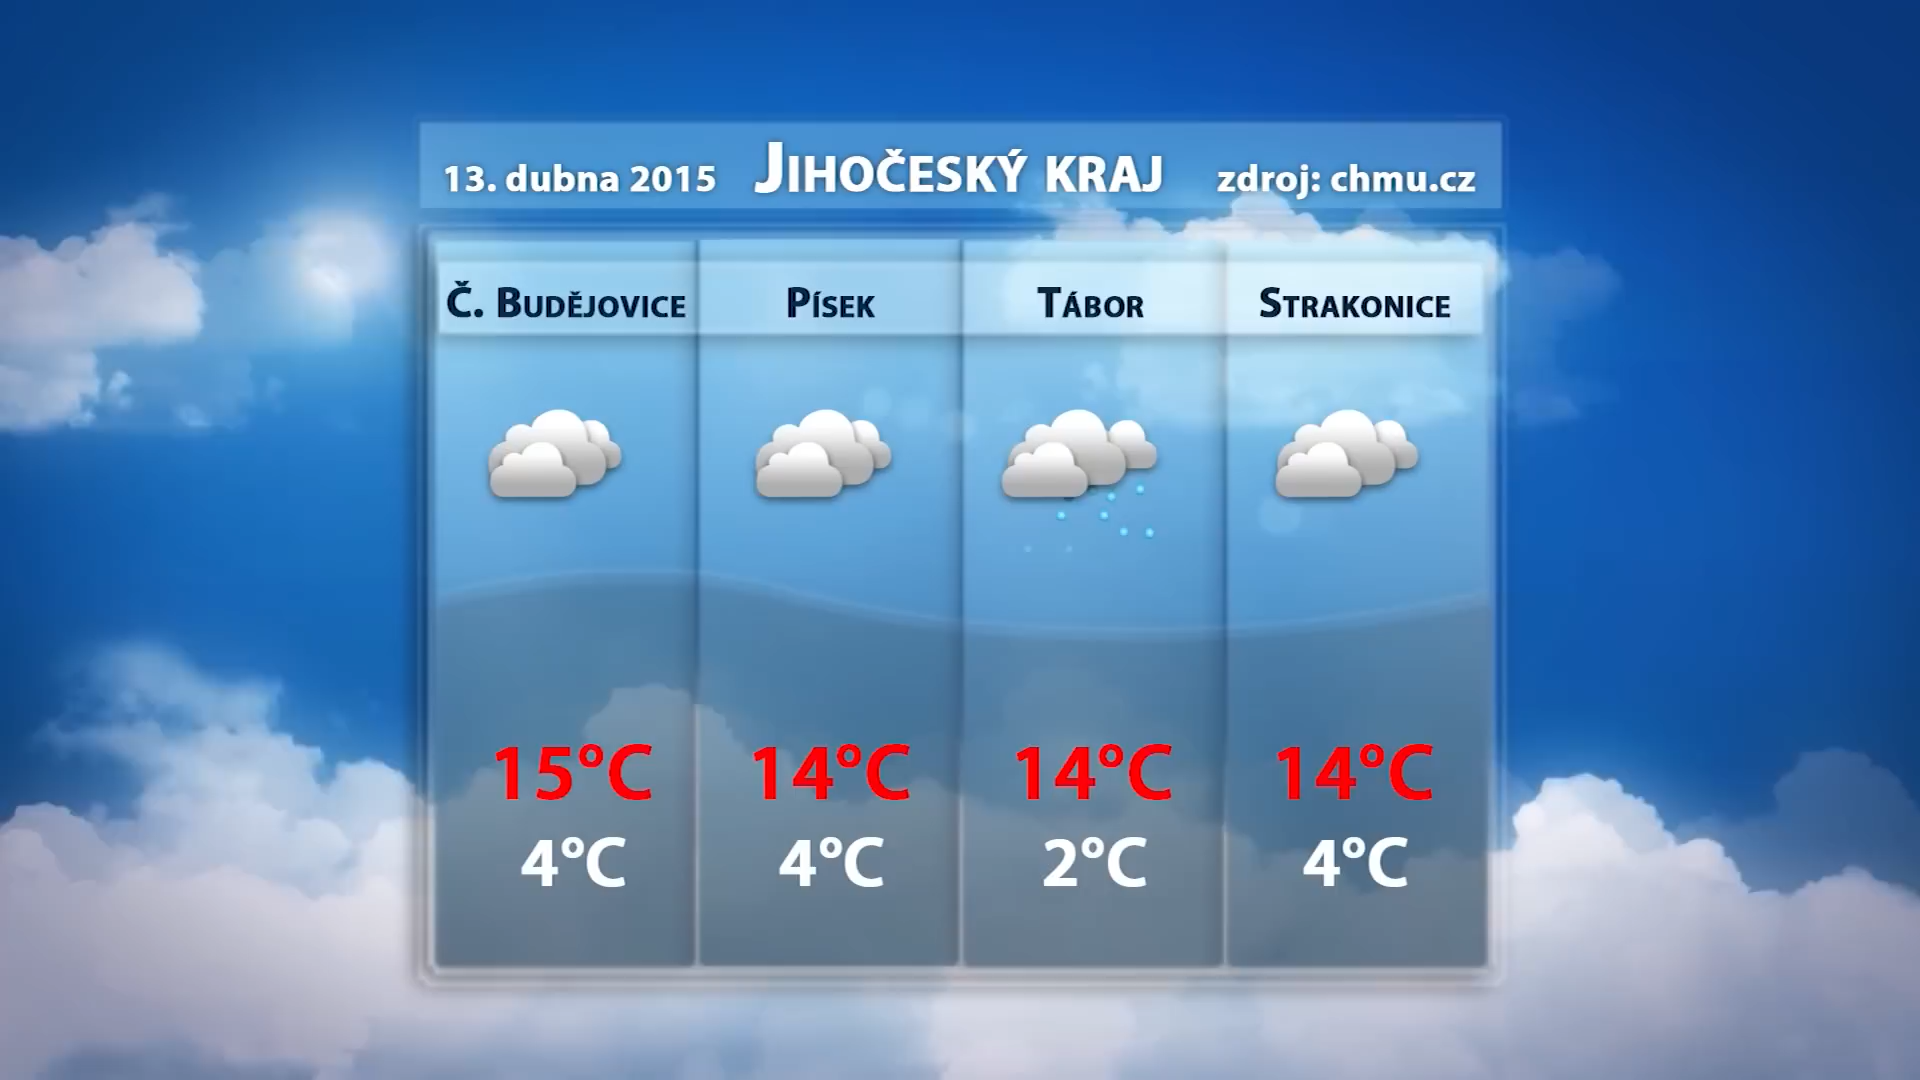 13. dubna 2015 Jihočeský kraj zdroj: chmu.cz
Č. Budějovice Písek Tábor Strakonice
15°C 14°C 14°C 14°C
4°C 4°C 2°C 4°C